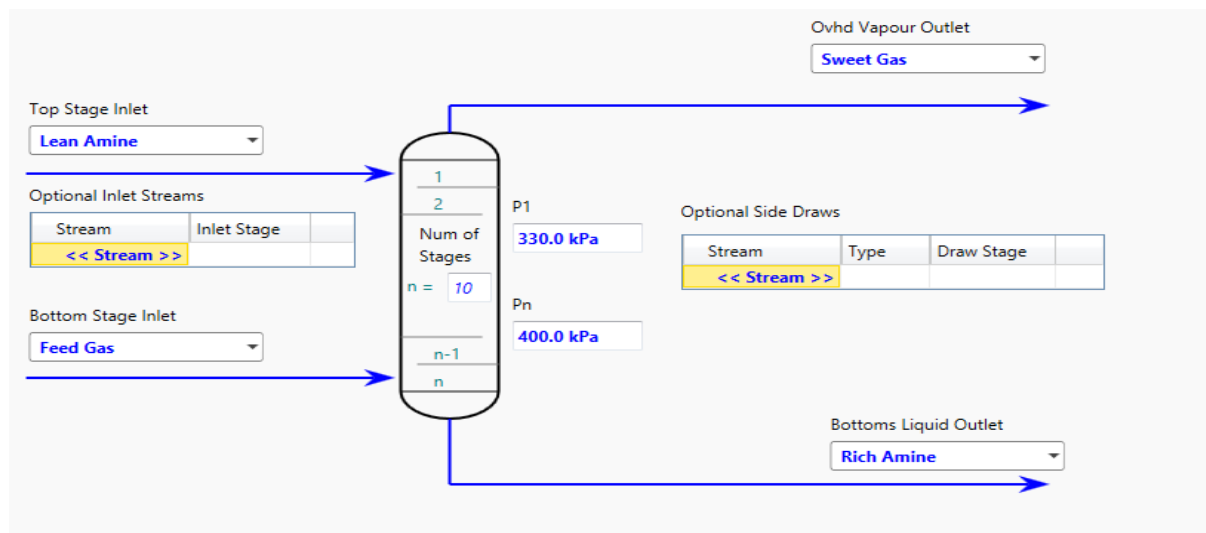 Ovhd Vapour Outlet
Sweet Gas
Top Stage Inlet
Lean Amine
Optional Inlet Streams
Stream Inlet Stage
<< Stream >>
Bottom Stage Inlet
Feed Gas
1
2
Num of
Stages
n = 10
n-1
n
P1
330.0 kPa
Pn
400.0 kPa
Optional Side Draws
Stream Type Draw Stage
<< Stream >>
Bottoms Liquid Outlet
Rich Amine